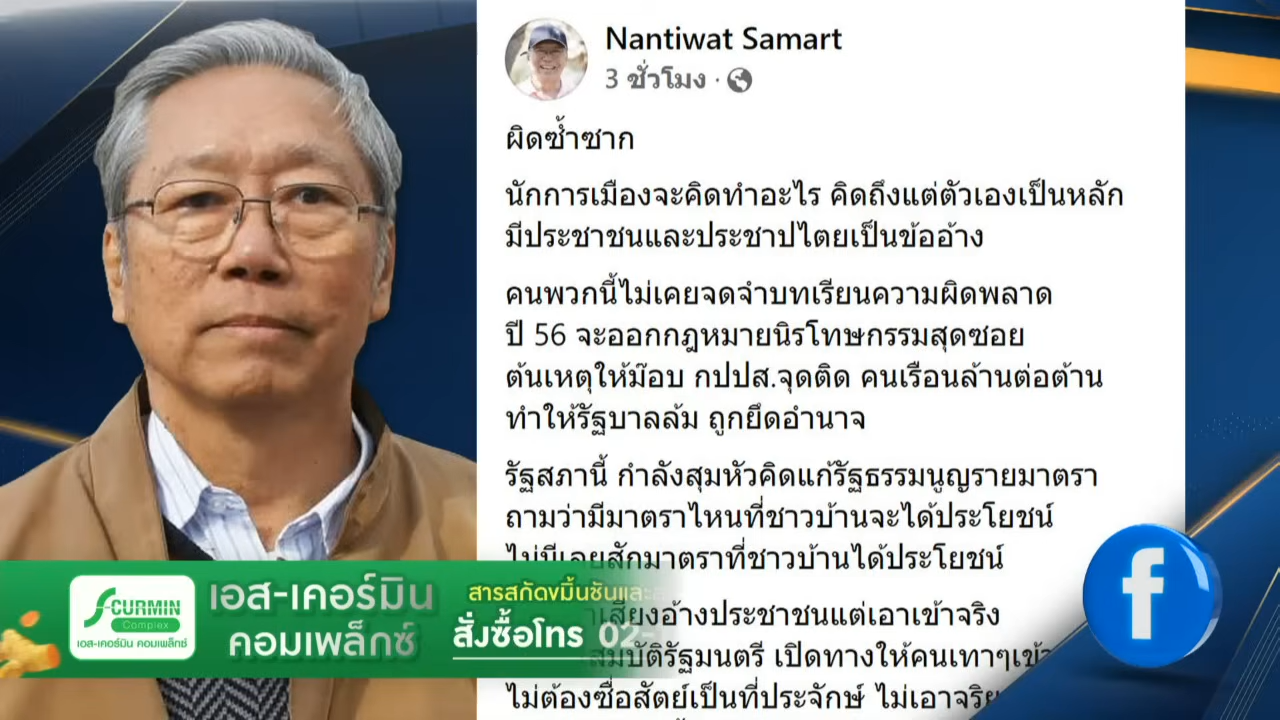 Nantiwat Samart
3 ชั่วโมง ·
ผิดซ้ำซาก
นักการเมืองจะคิดทำอะไร คิดถึงแต่ตัวเองเป็นหลัก
มีประชาชนและประชาปไตยเป็นข้ออ้าง
คนพวกนี้ไม่เคยจดจำบทเรียนความผิดพลาด
ปี 56 จะออกกฎหมายนิรโทษกรรมสุดซอย
ต้นเหตุให้ม๊อบ กปปส.จุดติด คนเรือนล้านต่อต้าน
ทำให้รัฐบาลล้ม ถูกยึดอำนาจ
รัฐสภานี้ กำลังสุมหัวคิดแก้รัฐธรรมนูญรายมาตรา
ถามว่ามีมาตราไหนที่ชาวบ้านจะได้ประโยชน์
ไม่มีเลยสักมาตราที่ชาวบ้านได้ประโยชน์
เสียงอ้างประชาชนแต่เอาเข้าจริง
สมบัติรัฐมนตรี เปิดทางให้คนเทาๆเข้า
ไม่ต้องซื่อสัตย์เป็นที่ประจักษ์ ไม่เอาจริย
f
S-CURMIN
Complex
เอส-เคอร์มิน คอมเพล็กซ์
เอส-เคอร์มิน
คอมเพล็กซ์
สารสกัดขมิ้นชันและ
สั่งซื้อโทร 02-